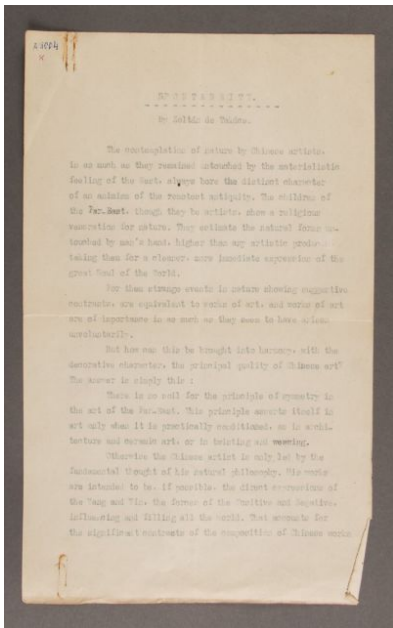 S P O N T A N E I T Y.
By Zoltán de Takács.
The contemplation of nature by Chinese artists,
in as much as they remained untouched by the materialistic
feeling of the West, always bore the distinct character
of an animism of the remotest antiquity. The children of
the Far East, though they be artists, show a religious
veneration for nature. They estimate the natural forms un-
touched by man's hand, higher than any artistic product
taking them for a clearer, more immediate expression of the
great Soul of the World.
For them strange events in nature showing suggestive
contrasts, are equivalent to works of art, and works of art
are of importance in as much as they seem to have arisen
unvoluntarily.
But how can this be brought into harmony, with the
decorative character, the principal quality of Chinese art?
The answer is simply this :
There is no soil for the principle of symmetry in
the art of the Far East. This principle asserts itself in
art only when it is practically conditioned, as in archi-
tecture and ceramic art, or in twisting and weaving.
Otherwise the Chinese artist is only led by the
fundamental thought of his natural philosophy. His works
are intended to be, if possible, the direct expressions of
the Yang and Yin, the forces of the Positive and Negative,
influencing and filling all the world. That accounts for
the significant contrasts of the composition of Chinese works